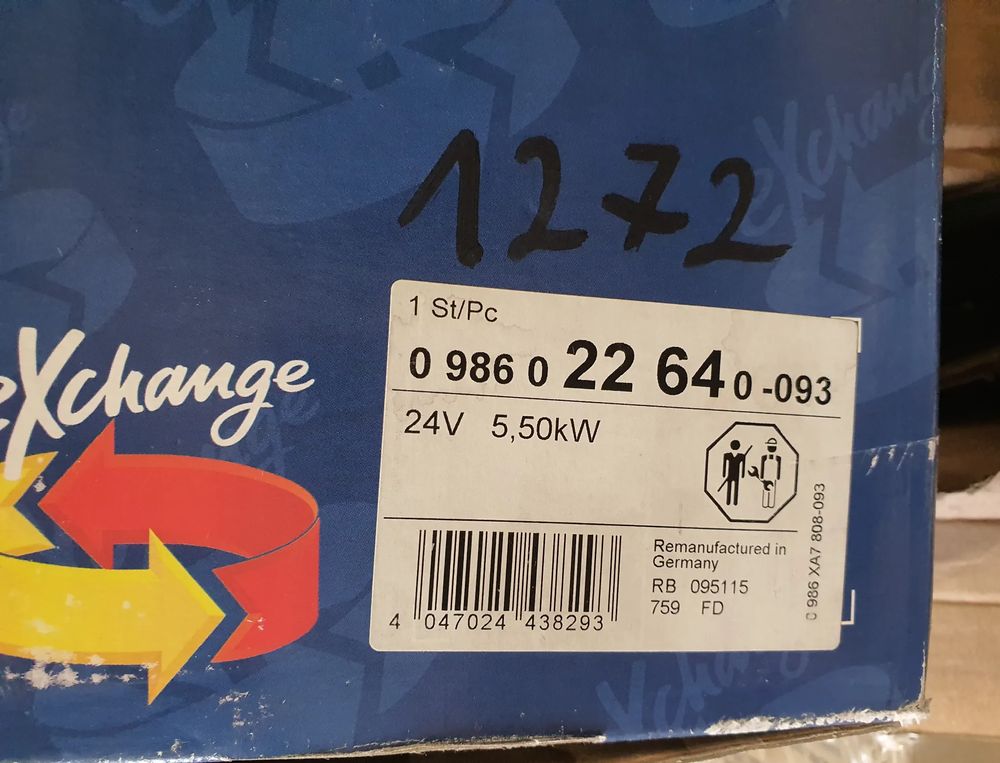 1272
eXchange
1 St/Pc
0 986 0 22 64 0 -093
24V 5,50kW
4 047024 438293
Remanufactured in
Germany
RB 095115
759 FD
0 986 XA7 808-093
eXchang